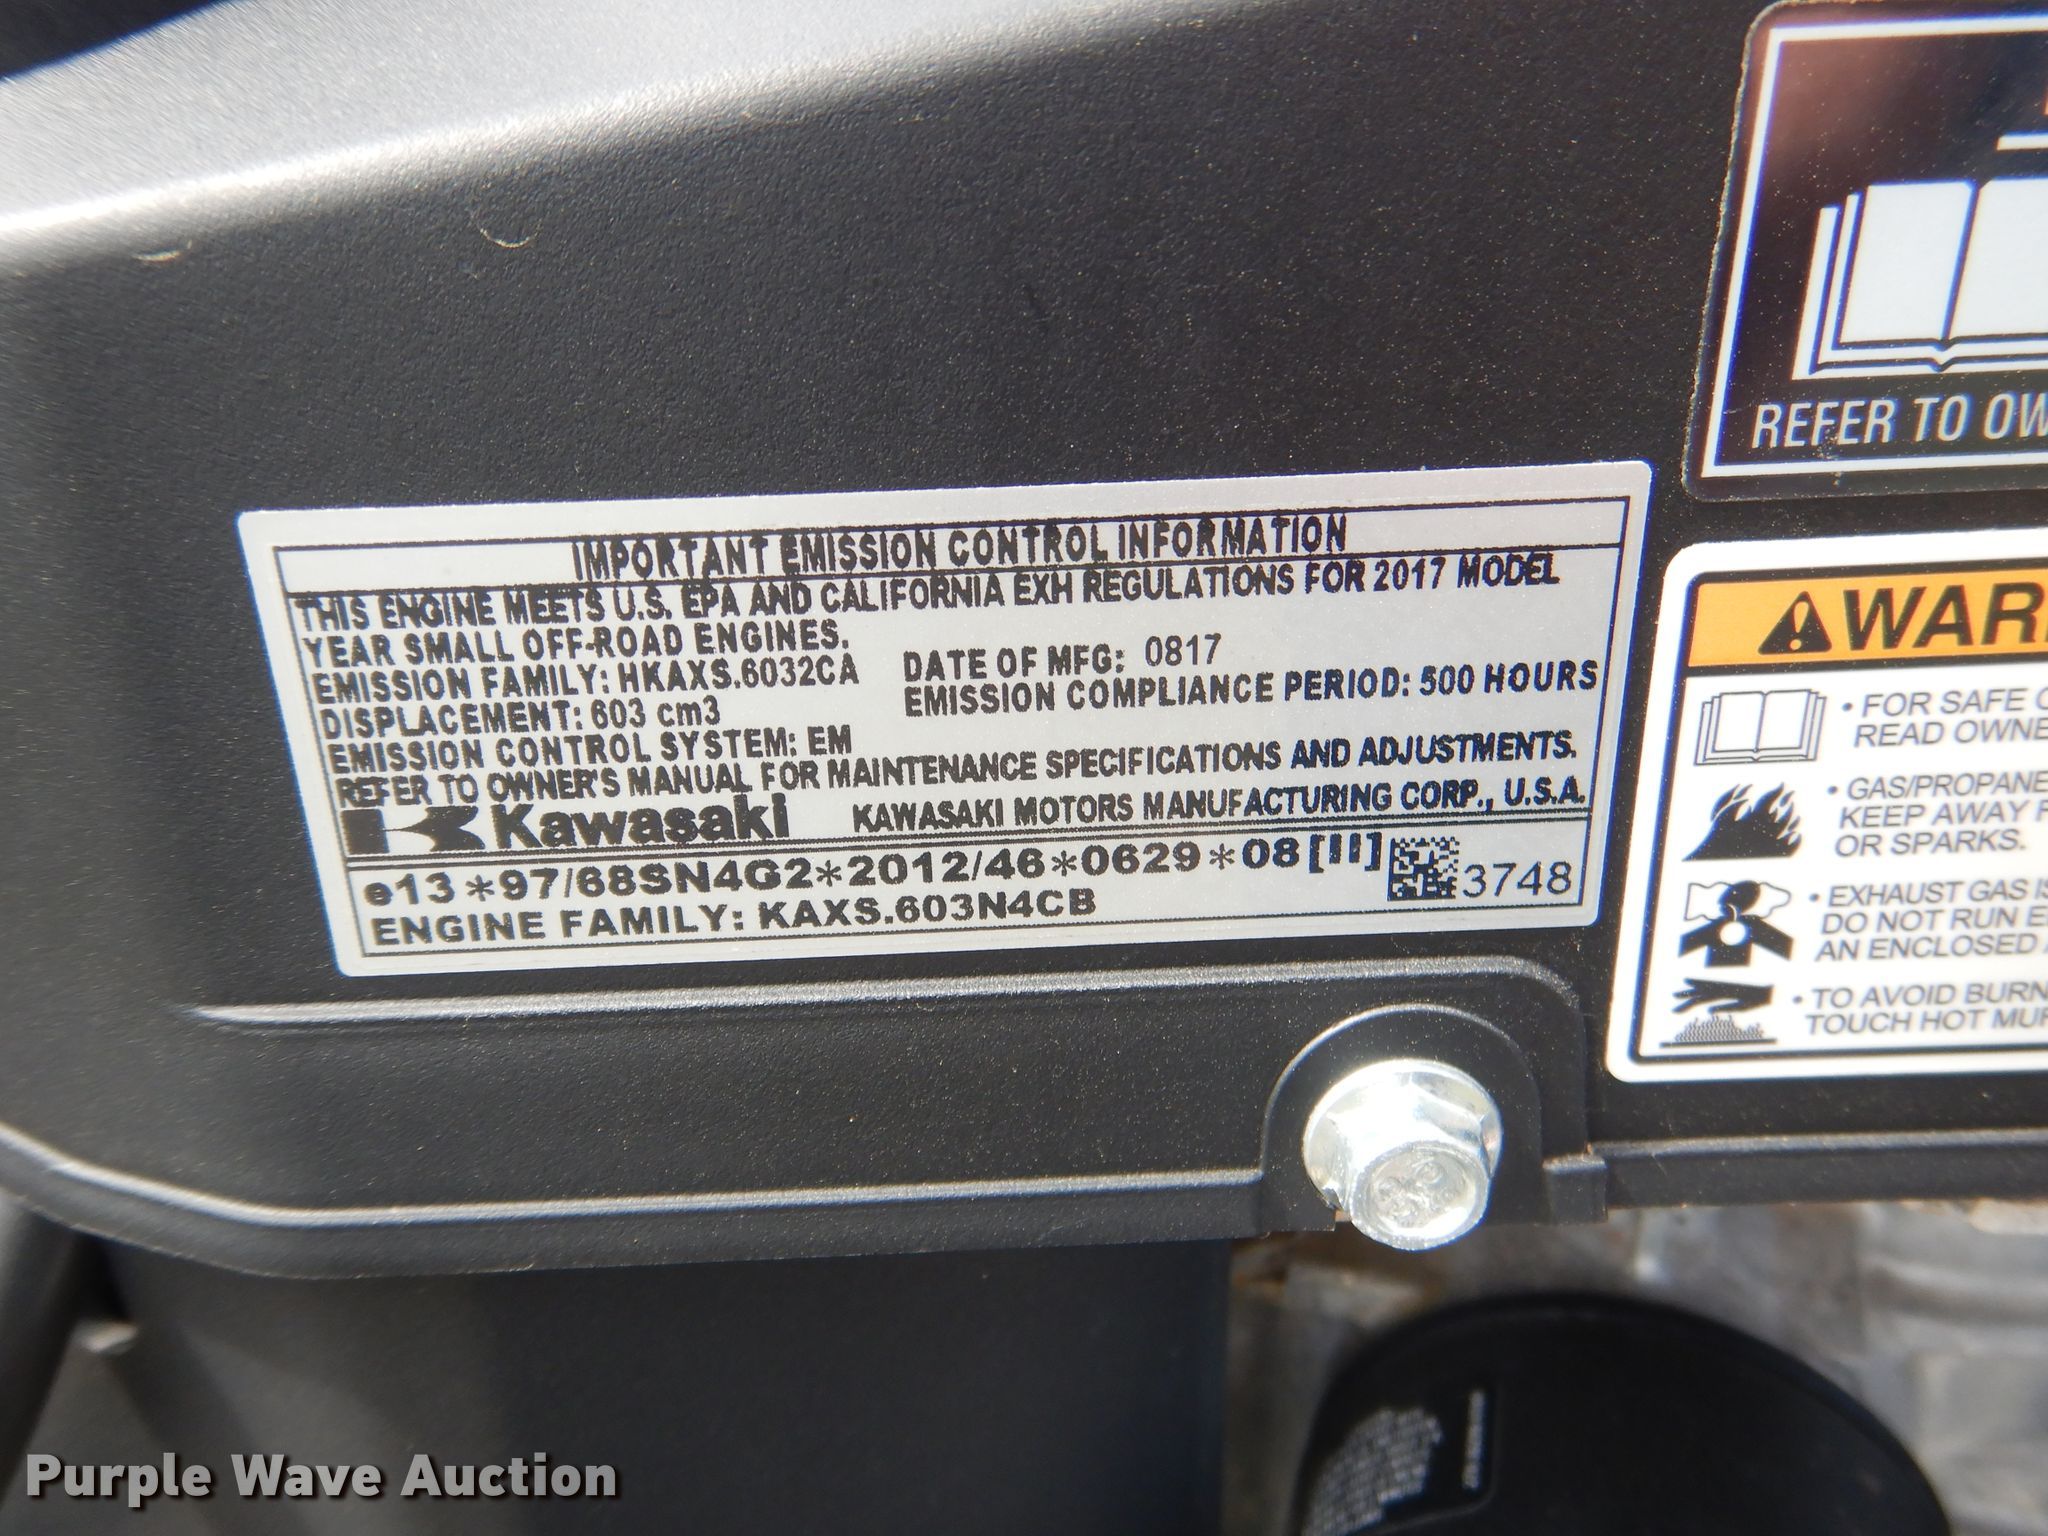 IMPORTANT EMISSION CONTROL INFORMATION
THIS ENGINE MEETS U.S. EPA AND CALIFORNIA EXH REGULATIONS FOR 2017 MODEL
YEAR SMALL OFF-ROAD ENGINES.
EMISSION FAMILY: HKAXS.6032CA DATE OF MFG: 0817
DISPLACEMENT: 603 cm3 EMISSION COMPLIANCE PERIOD: 500 HOURS
EMISSION CONTROL SYSTEM: EM
REFER TO OWNER'S MANUAL FOR MAINTENANCE SPECIFICATIONS AND ADJUSTMENTS.
Kawasaki KAWASAKI MOTORS MANUFACTURING CORP., U.S.A.
e13*97/68SN4G2*2012/46*0629*08[II] 3748
ENGINE FAMILY: KAXS.603N4CB
REFER TO OW
WAR
• FOR SAFE
READ OWNE
• GAS/PROPANE
KEEP AWAY F
OR SPARKS.
• EXHAUST GAS IS
DO NOT RUN E
AN ENCLOSED
• TO AVOID BURN
TOUCH HOT MUF
Purple Wave Auction